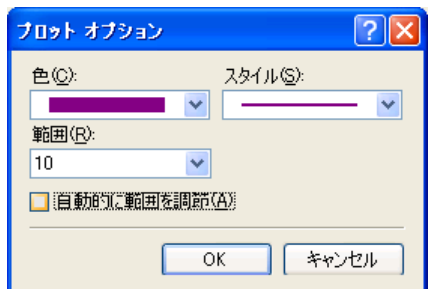 プロット オプション
色(C):
スタイル(S):
範囲(R):
10
自動的に範囲を調節(A)
OK
キャンセル